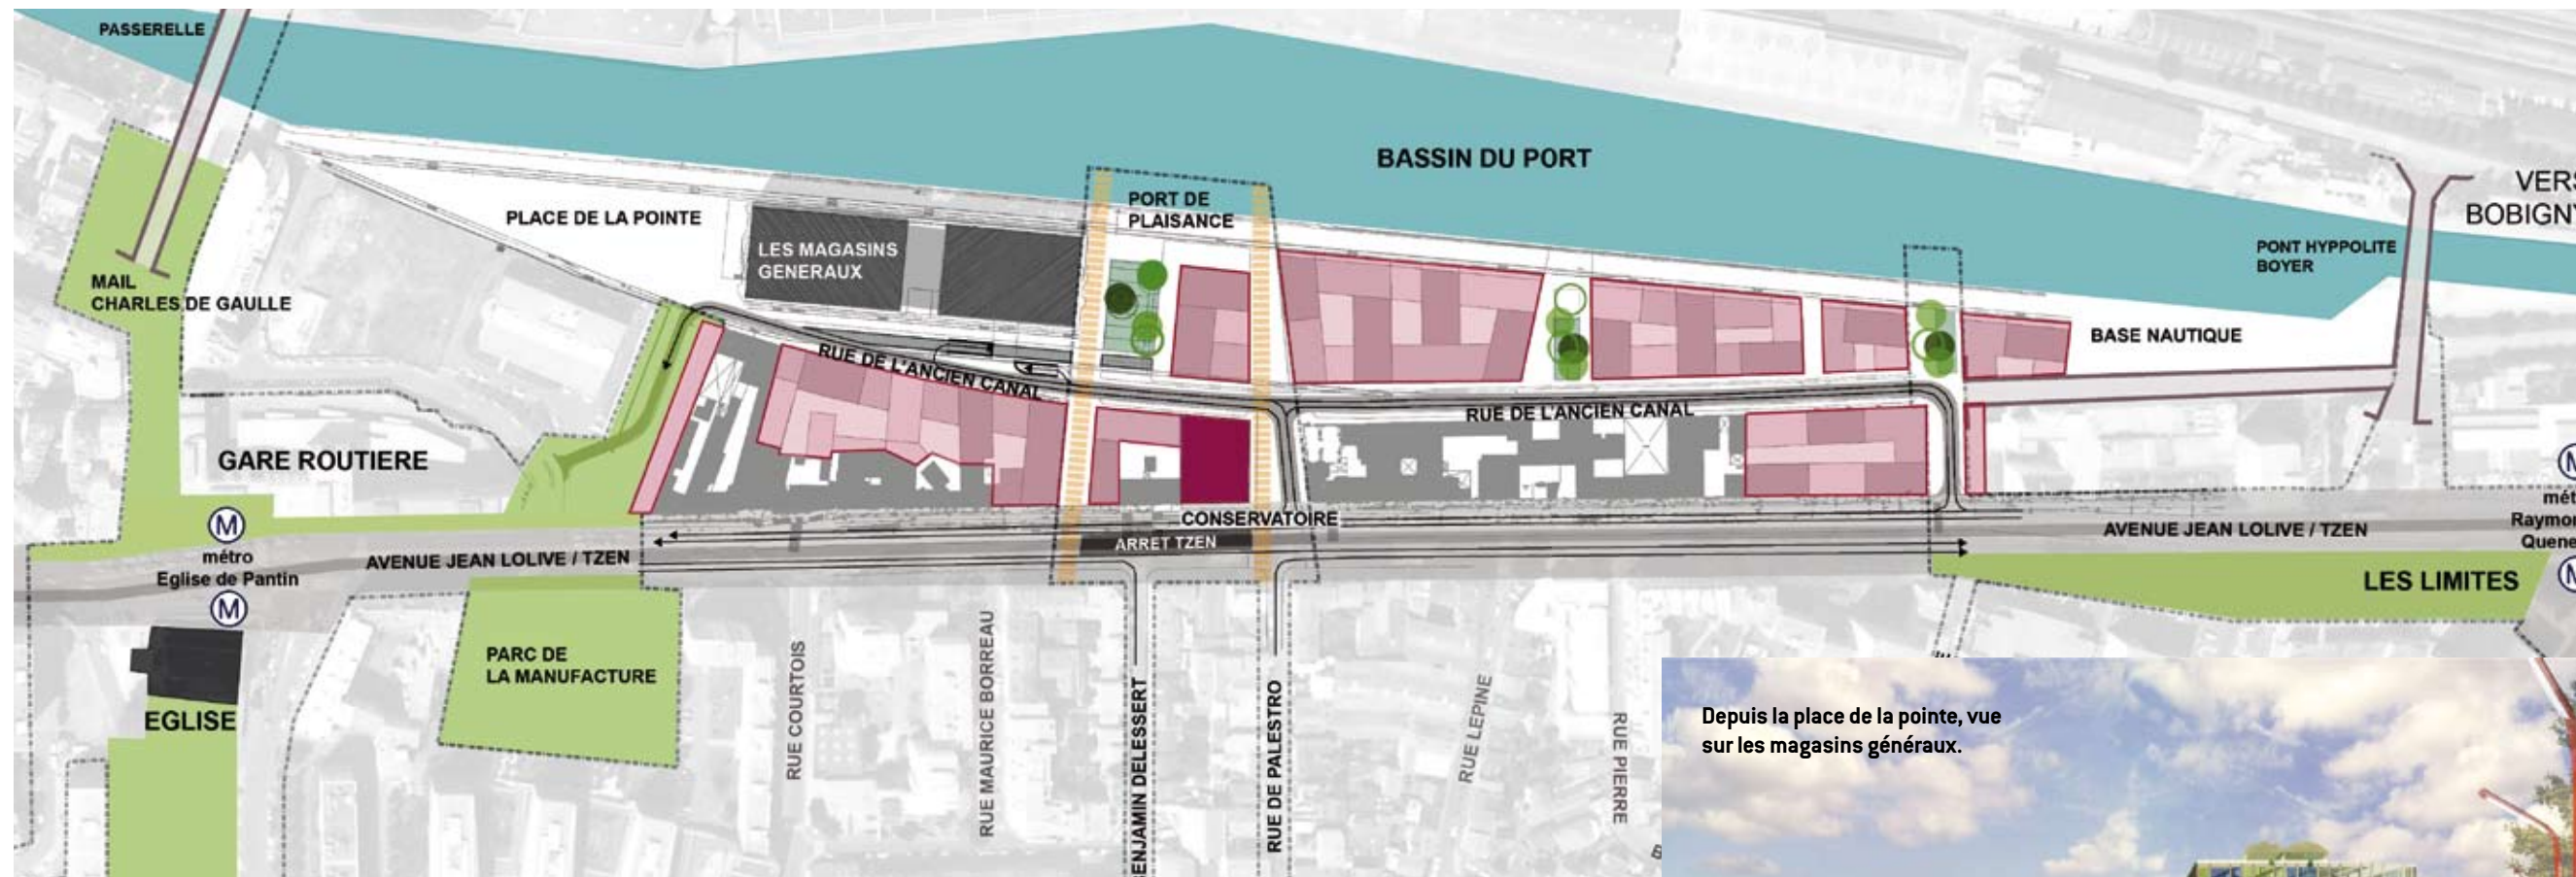 PASSERELLE
BASSIN DU PORT
VERS
BOBIGNY
PORT DE
PLAISANCE
PLACE DE LA POINTE
LES MAGASINS
GENERAUX
PONT HYPPOLITE
BOYER
MAIL
CHARLES DE GAULLE
BASE NAUTIQUE
RUE DE L'ANCIEN CANAL
RUE DE L'ANCIEN CANAL
GARE ROUTIERE
M
métro
Eglise de Pantin
M
AVENUE JEAN LOLIVE / TZEN
CONSERVATOIRE
ARRET TZEN
AVENUE JEAN LOLIVE / TZEN
LES LIMITES
PARC DE
LA MANUFACTURE
EGLISE
RUE COURTOIS
RUE MAURICE BORREAU
BENJAMIN DELESSERT
RUE DE PALESTRO
RUE LEPINE
RUE PIERRE
Depuis la place de la pointe, vue
sur les magasins généraux.